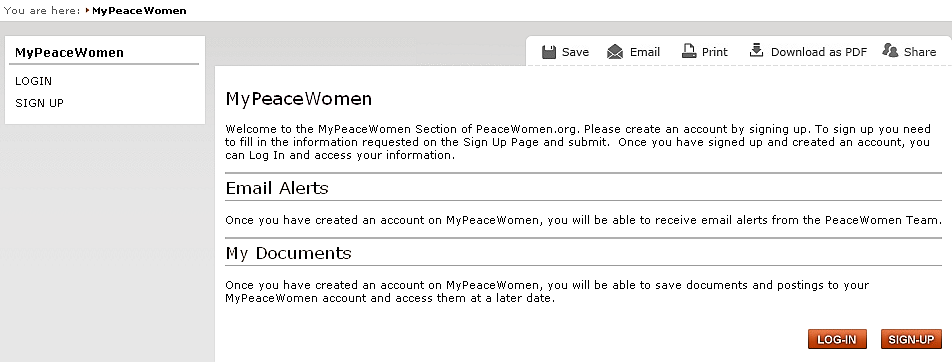 You are here: MyPeaceWomen
MyPeaceWomen
LOGIN
SIGN UP
Save Email Print Download as PDF Share
MyPeaceWomen
Welcome to the MyPeaceWomen Section of PeaceWomen.org. Please create an account by signing up. To sign up you need
to fill in the information requested on the Sign Up Page and submit.  Once you have signed up and created an account, you
can Log In and access your information.
Email Alerts
Once you have created an account on MyPeaceWomen, you will be able to receive email alerts from the PeaceWomen Team.
My Documents
Once you have created an account on MyPeaceWomen, you will be able to save documents and postings to your
MyPeaceWomen account and access them at a later date.
LOG-IN SIGN-UP